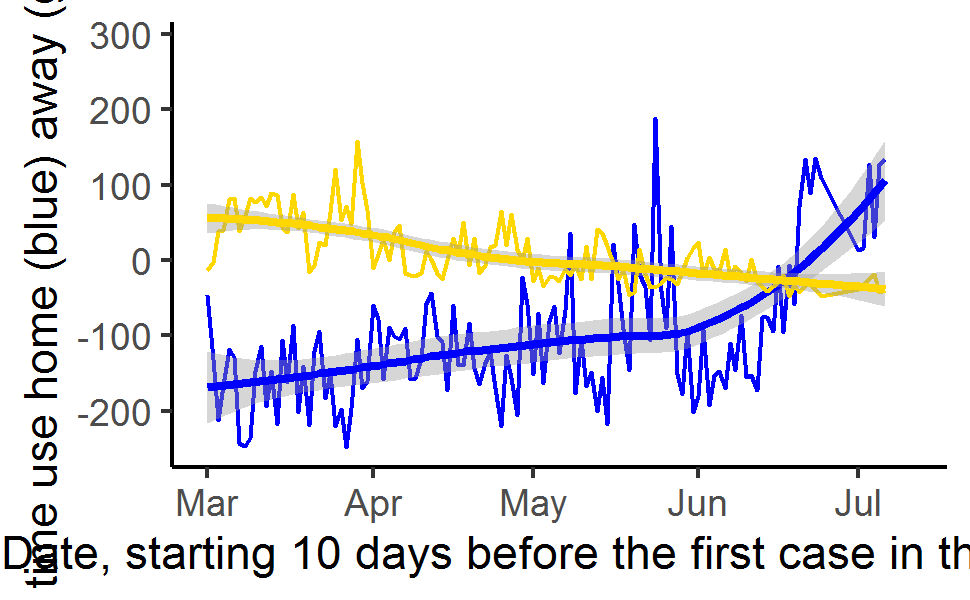 time use home (blue) away (
300
200
100
0
-100
-200
Mar Apr May Jun Jul
Date, starting 10 days before the first case in th